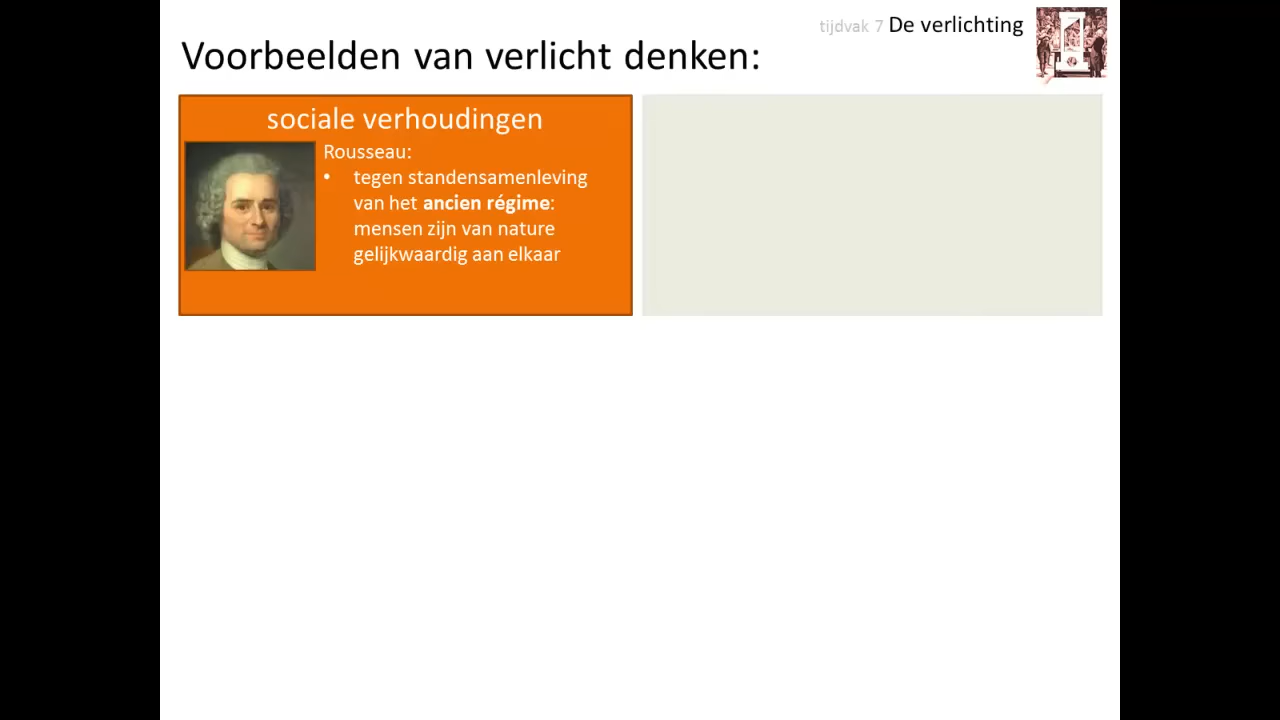 tijdvak 7 De verlichting
Voorbeelden van verlicht denken:
sociale verhoudingen
Rousseau:
• tegen standensamenleving
van het ancien régime:
mensen zijn van nature
gelijkwaardig aan elkaar